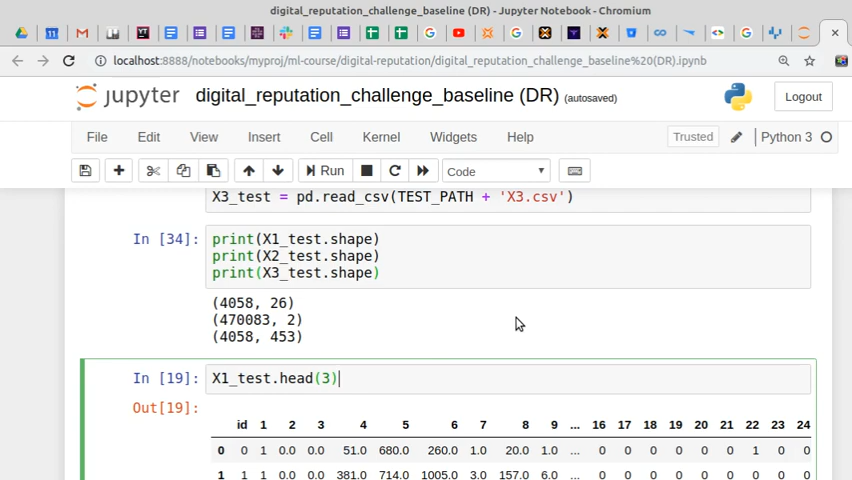 digital_reputation_challenge_baseline (DR) - Jupyter Notebook - Chromium
localhost:8888/notebooks/myproj/ml-course/digital-reputation/digital_reputation_challenge_baseline%20(DR).ipynb
jupyter digital_reputation_challenge_baseline (DR) (autosaved) Logout
File Edit View Insert Cell Kernel Widgets Help Trusted Python 3
Run Code
X3_test = pd.read_csv(TEST_PATH + 'X3.csv')
In [34]: print(X1_test.shape)
print(X2_test.shape)
print(X3_test.shape)
(4058, 26)
(470083, 2)
(4058, 453)
In [19]: X1_test.head(3)
Out[19]:
id 1 2 3 4 5 6 7 8 9 ... 16 17 18 19 20 21 22 23 24
0 0 1 0.0 0.0 51.0 680.0 260.0 1.0 20.0 1.0 ... 0 0 0 0 0 0 1 0 0
1 1 1 0.0 0.0 381.0 714.0 1005.0 3.0 157.0 6.0 ... 0 0 0 0 0 0 0 0 0